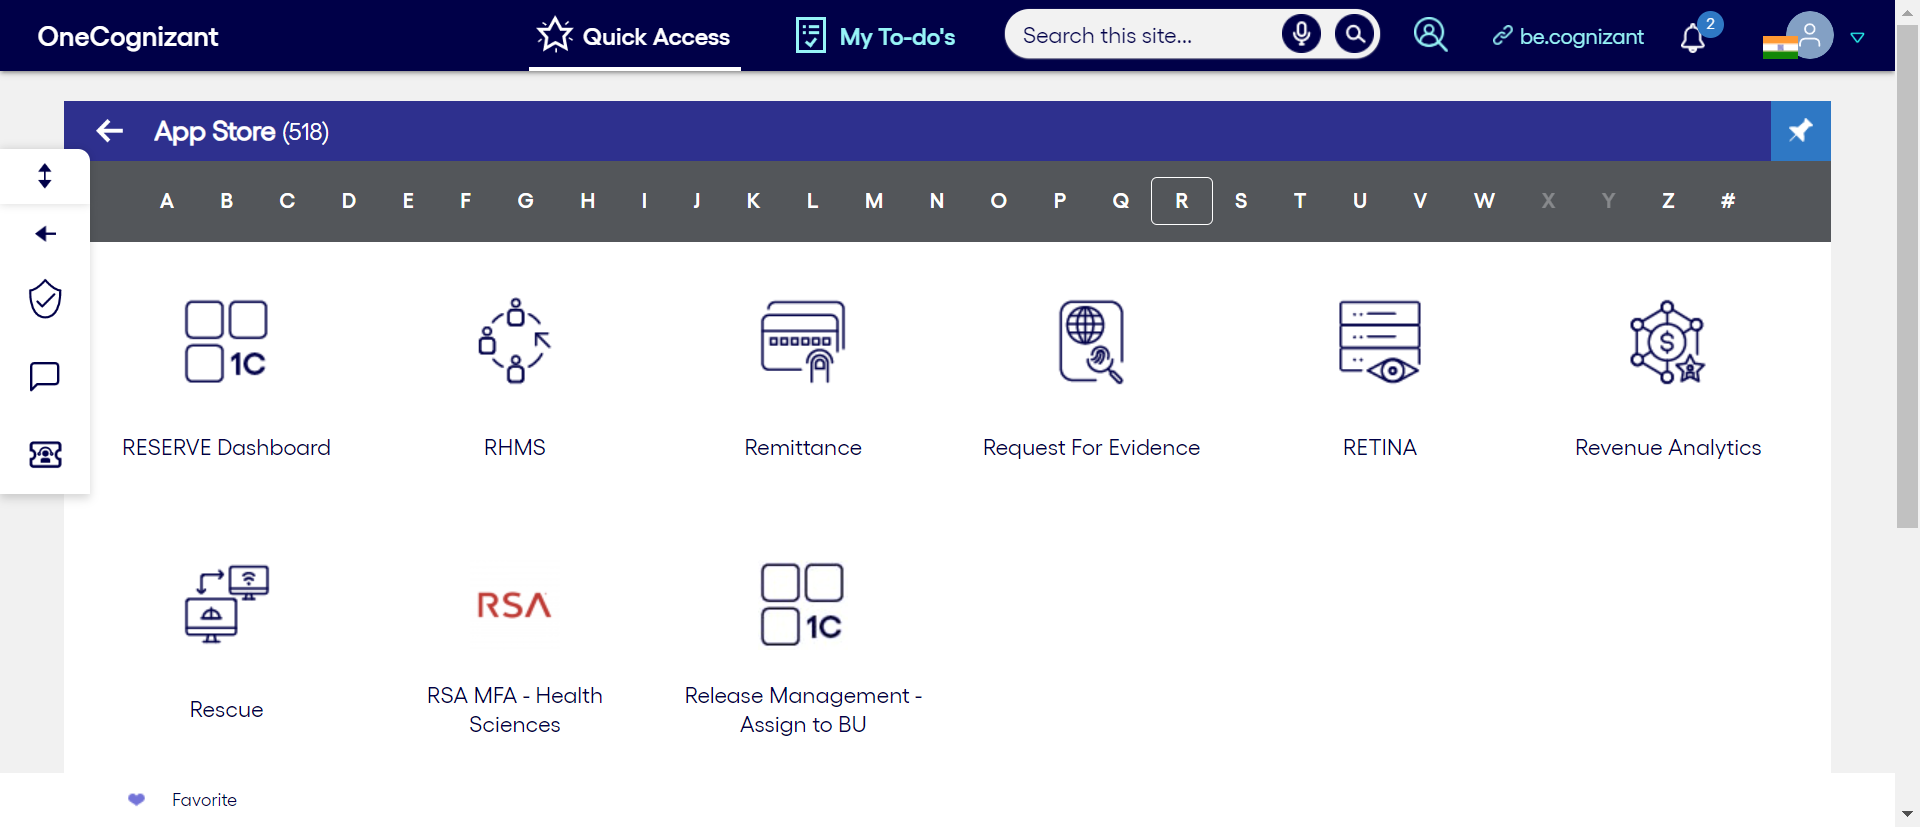 OneCognizant
Quick Access
My To-do's
Search this site...
be.cognizant
2
App Store (518)
A B C D E F G H I J K L M N O P Q R S T U V W X Y Z #
1C
RESERVE Dashboard
RHMS
Remittance
Request For Evidence
RETINA
$
Revenue Analytics
Rescue
RSA
RSA MFA - Health
Sciences
1C
Release Management -
Assign to BU
Favorite